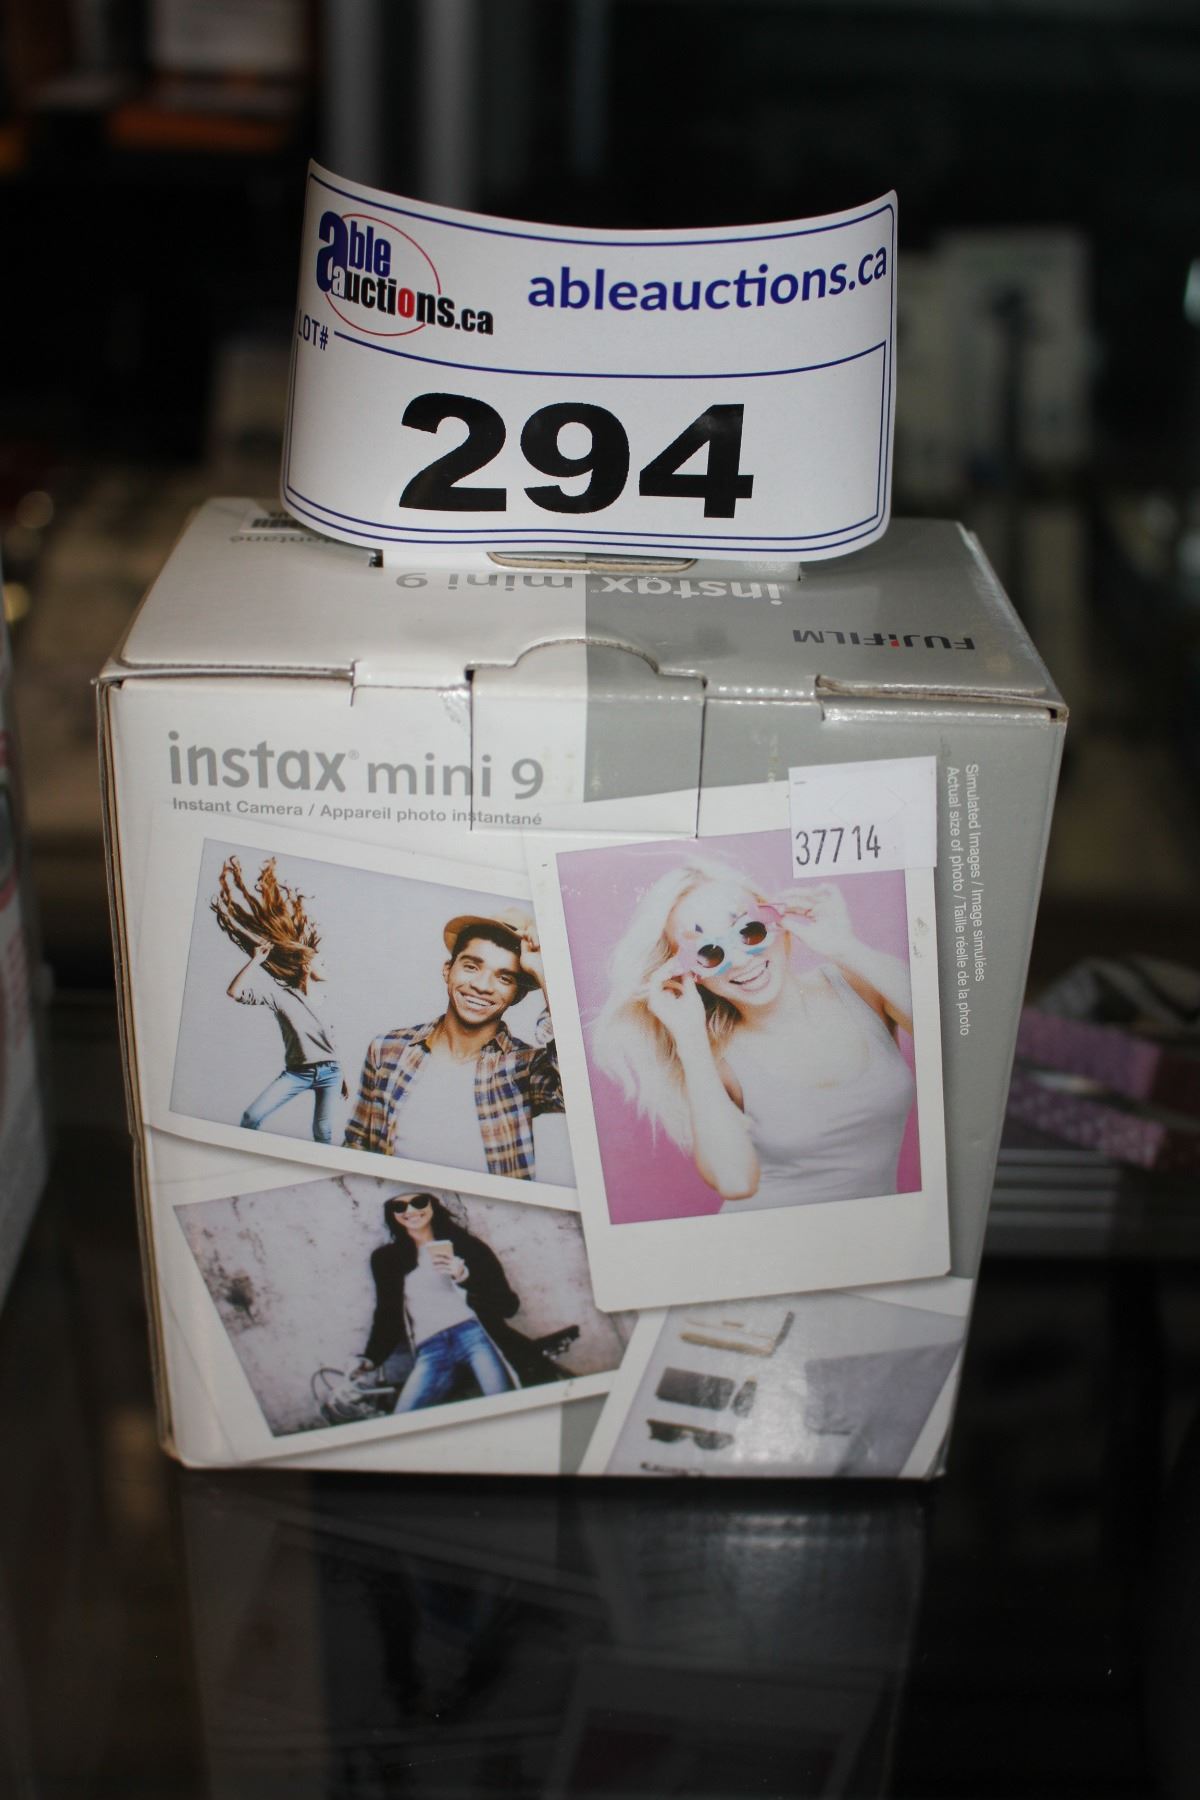 able
auctions.ca
ableauctions.ca
LOT#
294
instax mini 9
FUJIFILM
instax® mini 9
Instant Camera / Appareil photo instantané
37714
Simulated Images / Image simulées
Actual size of photo / Taille réelle de la photo